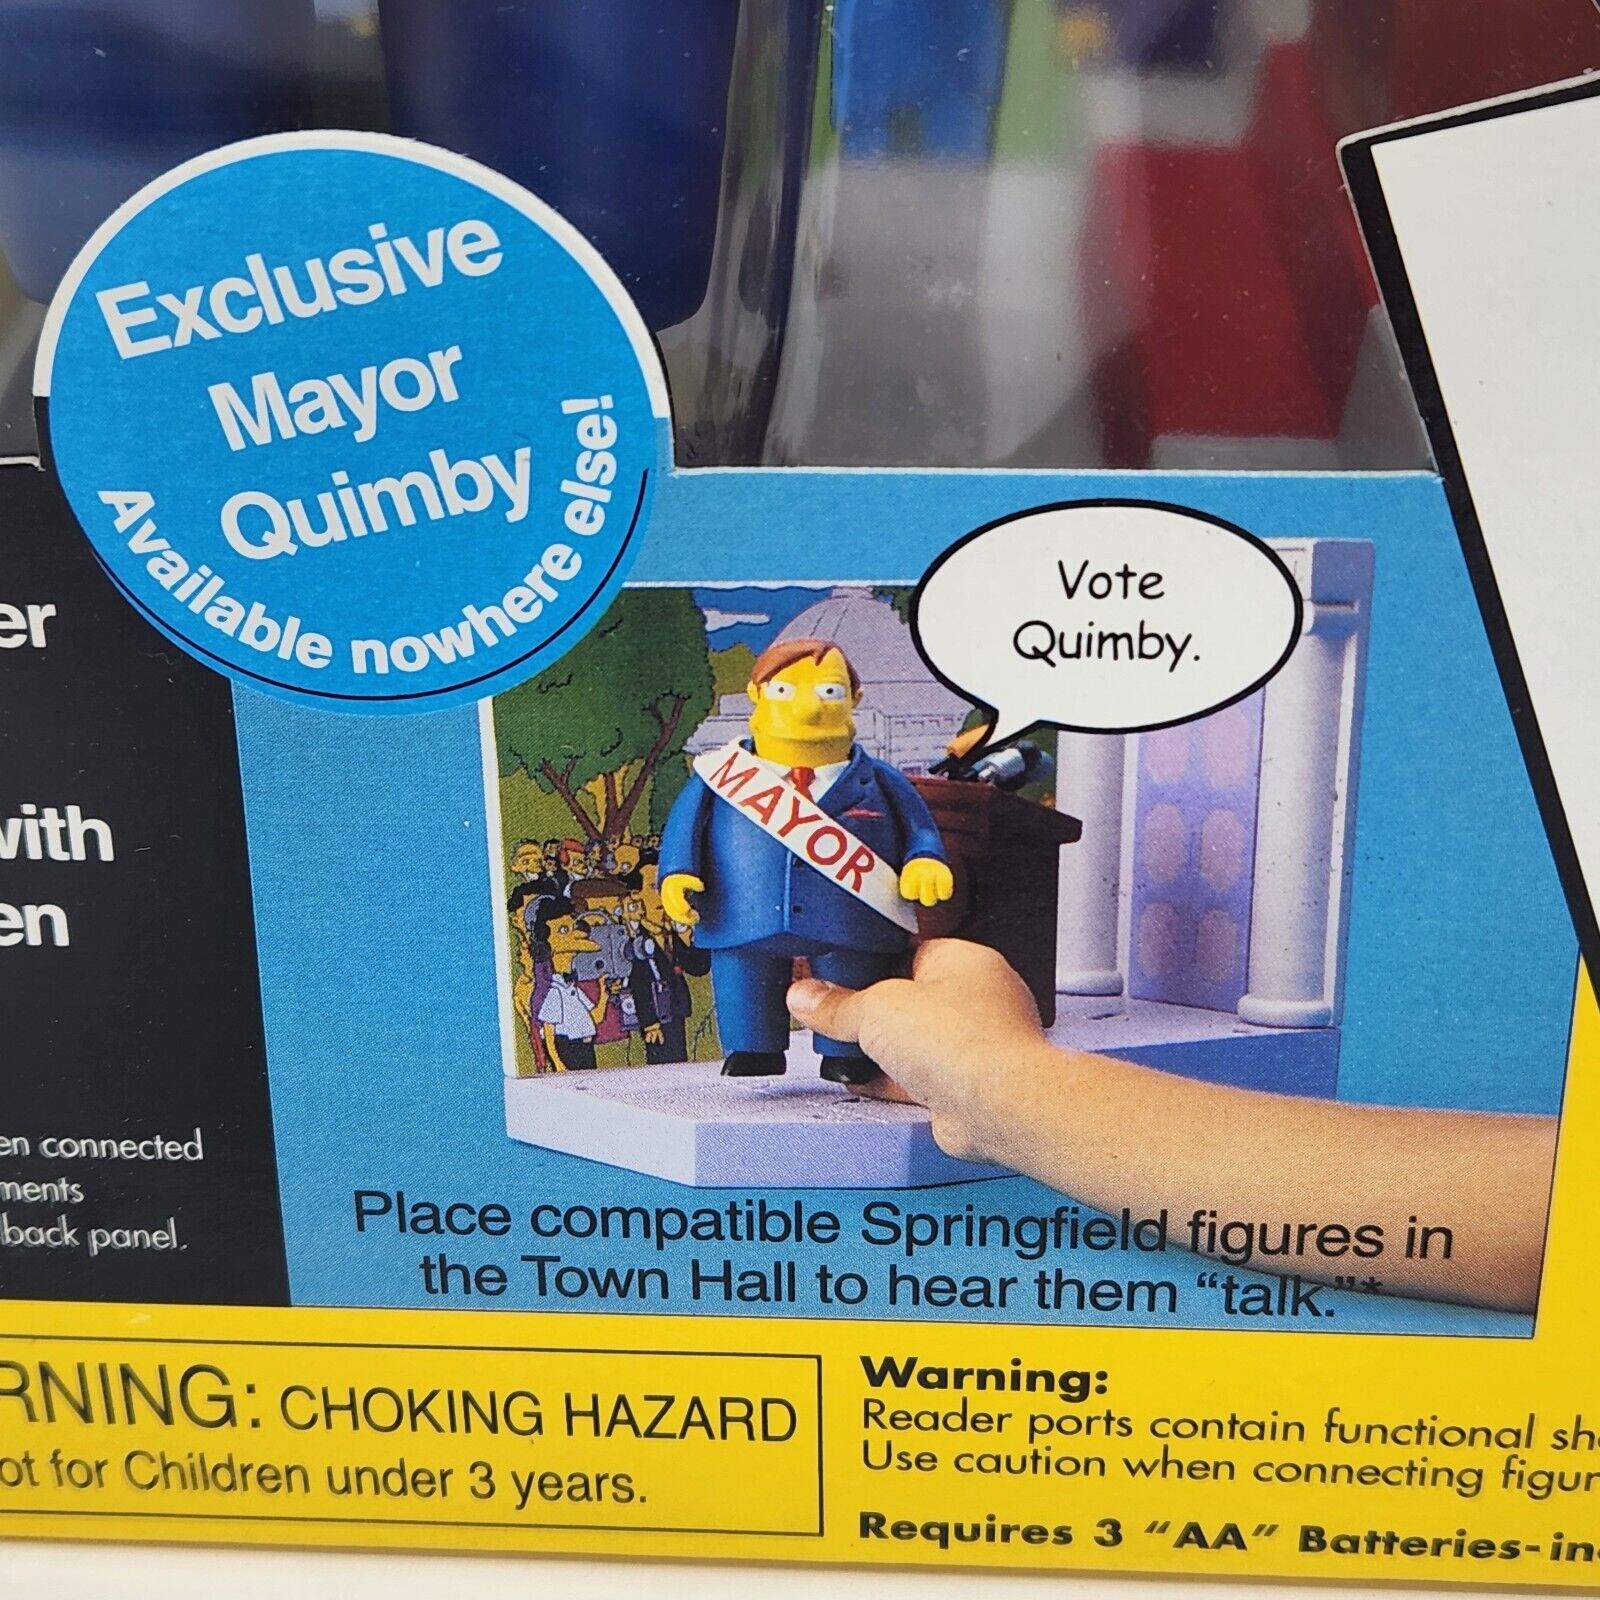 Exclusive
Mayor
Quimby
Available nowhere else!
Vote
Quimby.
MAYOR
connected
back panel.
Place compatible Springfield figures in
the Town Hall to hear them “talk.”*
CHOKING HAZARD
for Children under 3 years.
Warning:
Reader ports contain functional
Use caution when connecting
Requires 3 “AA” Batteries-